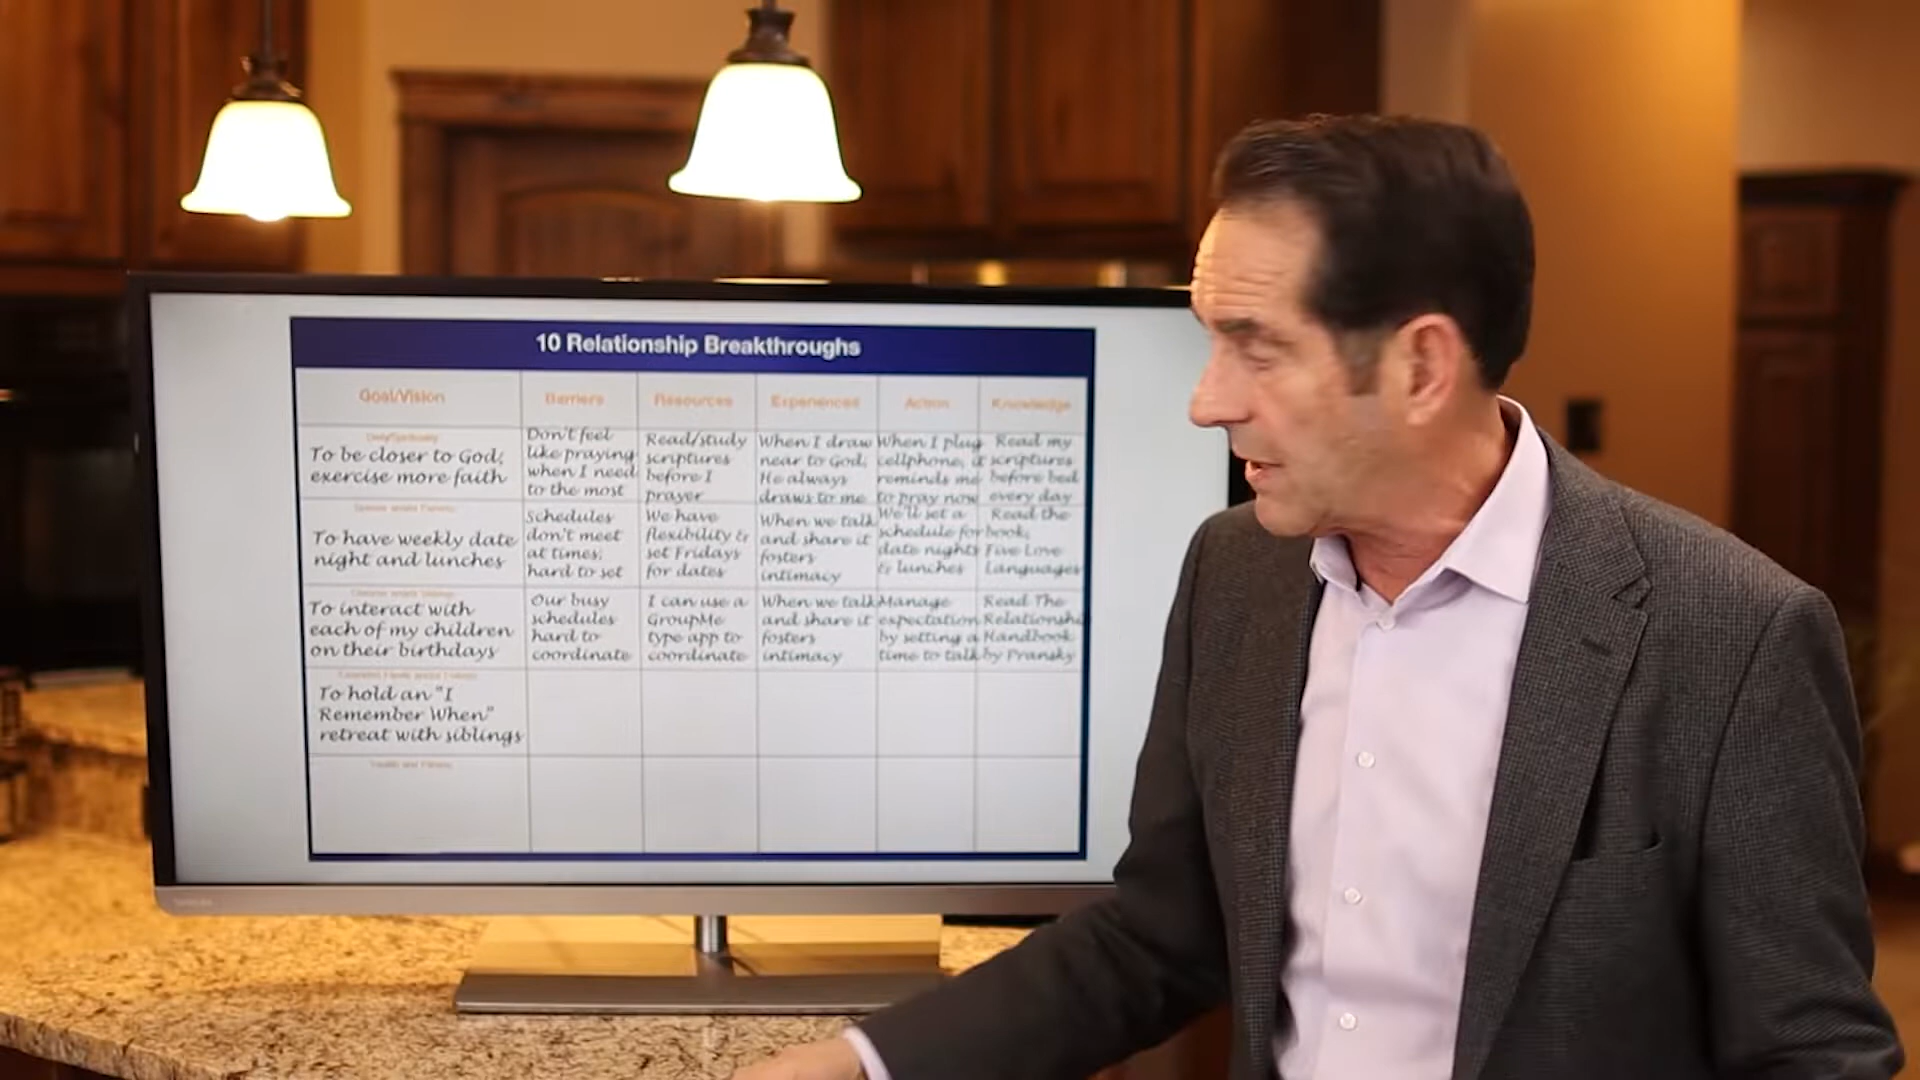 10 Relationship Breakthroughs
Goal/Vision
Barriers
Resources
Experiences
Action
Knowledge
To be closer to God;
exercise more faith
Don't feel
like praying
when I need
to the most
Read/study
scriptures
before I
prayer
When I draw
near to God,
He always
draws to me
When I plug
cellphone, it
reminds me
to pray now
Read my
scriptures
before bed
every day
To have weekly date
night and lunches
Schedules
don't meet
at times;
hard to set
We have
flexibility &
set Fridays
for dates
When we talk
and share it
fosters
intimacy
We'll set a
schedule for
date nights
& lunches
Read the
book,
Five Love
Languages
To interact with
each of my children
on their birthdays
Our busy
schedules
hard to
coordinate
I can use a
GroupMe
type app to
coordinate
When we talk
and share it
fosters
intimacy
Manage
expectation
by setting a
time to talk
Read The
Relationship
Handbook
by Pransky
To hold an "I
Remember When"
retreat with siblings
Health and Fitness